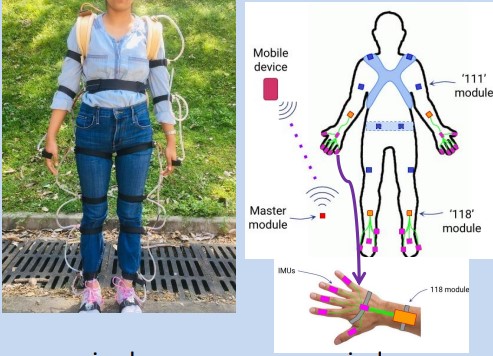 Mobile
device
'111'
module
Master
module
'118'
module
IMUs
118 module